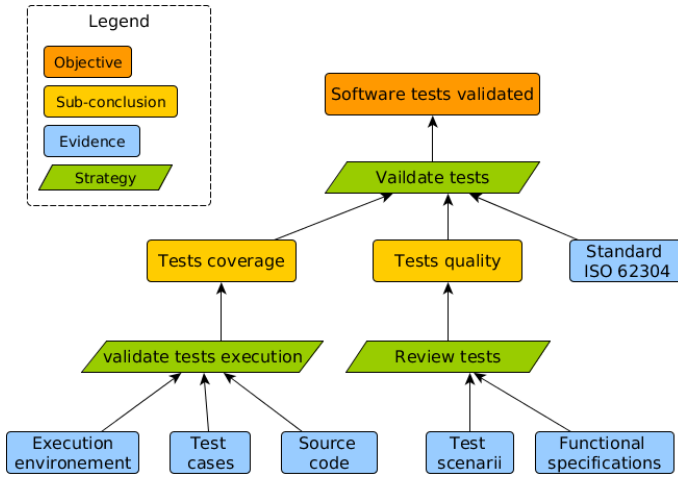 Legend
Objective
Sub-conclusion
Evidence
Strategy
Software tests validated
Vaildate tests
Tests coverage
Tests quality
Standard
ISO 62304
validate tests execution
Review tests
Execution
environement
Test
cases
Source
code
Test
scenarii
Functional
specifications